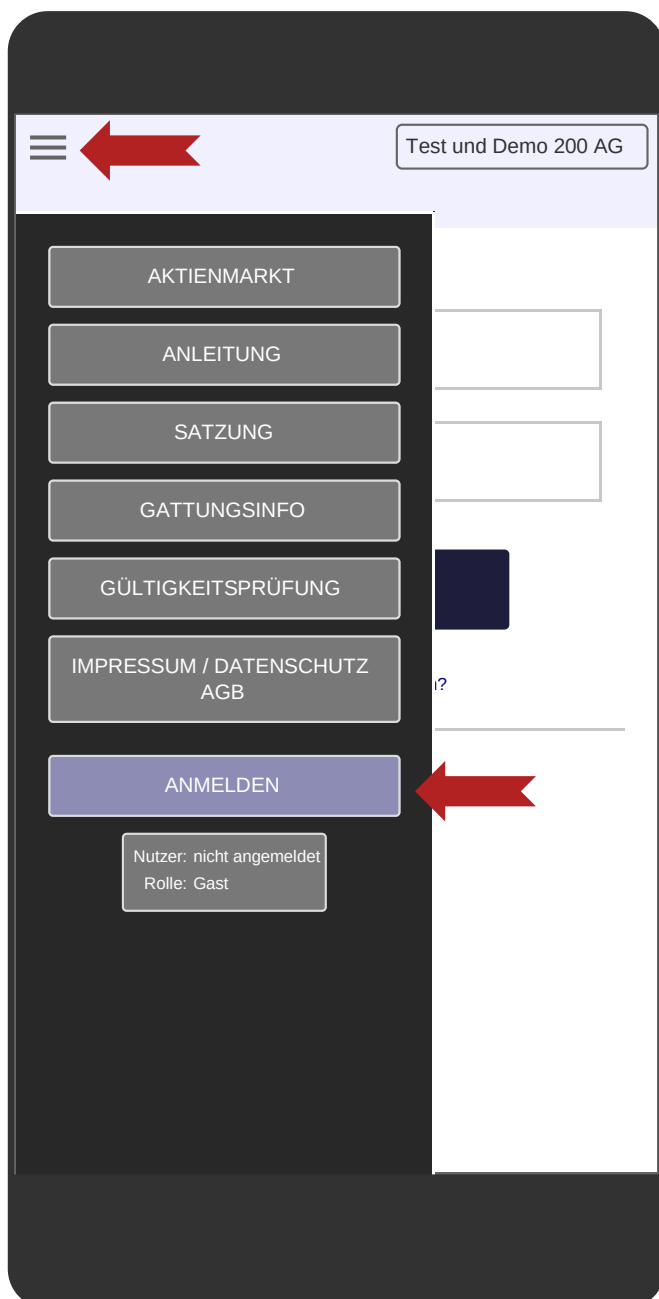 Test und Demo 200 AG
AKTIENMARKT
ANLEITUNG
SATZUNG
GATTUNGSINFO
GÜLTIGKEITSPRÜFUNG
IMPRESSUM / DATENSCHUTZ
AGB
ANMELDEN
Nutzer: nicht angemeldet
Rolle: Gast